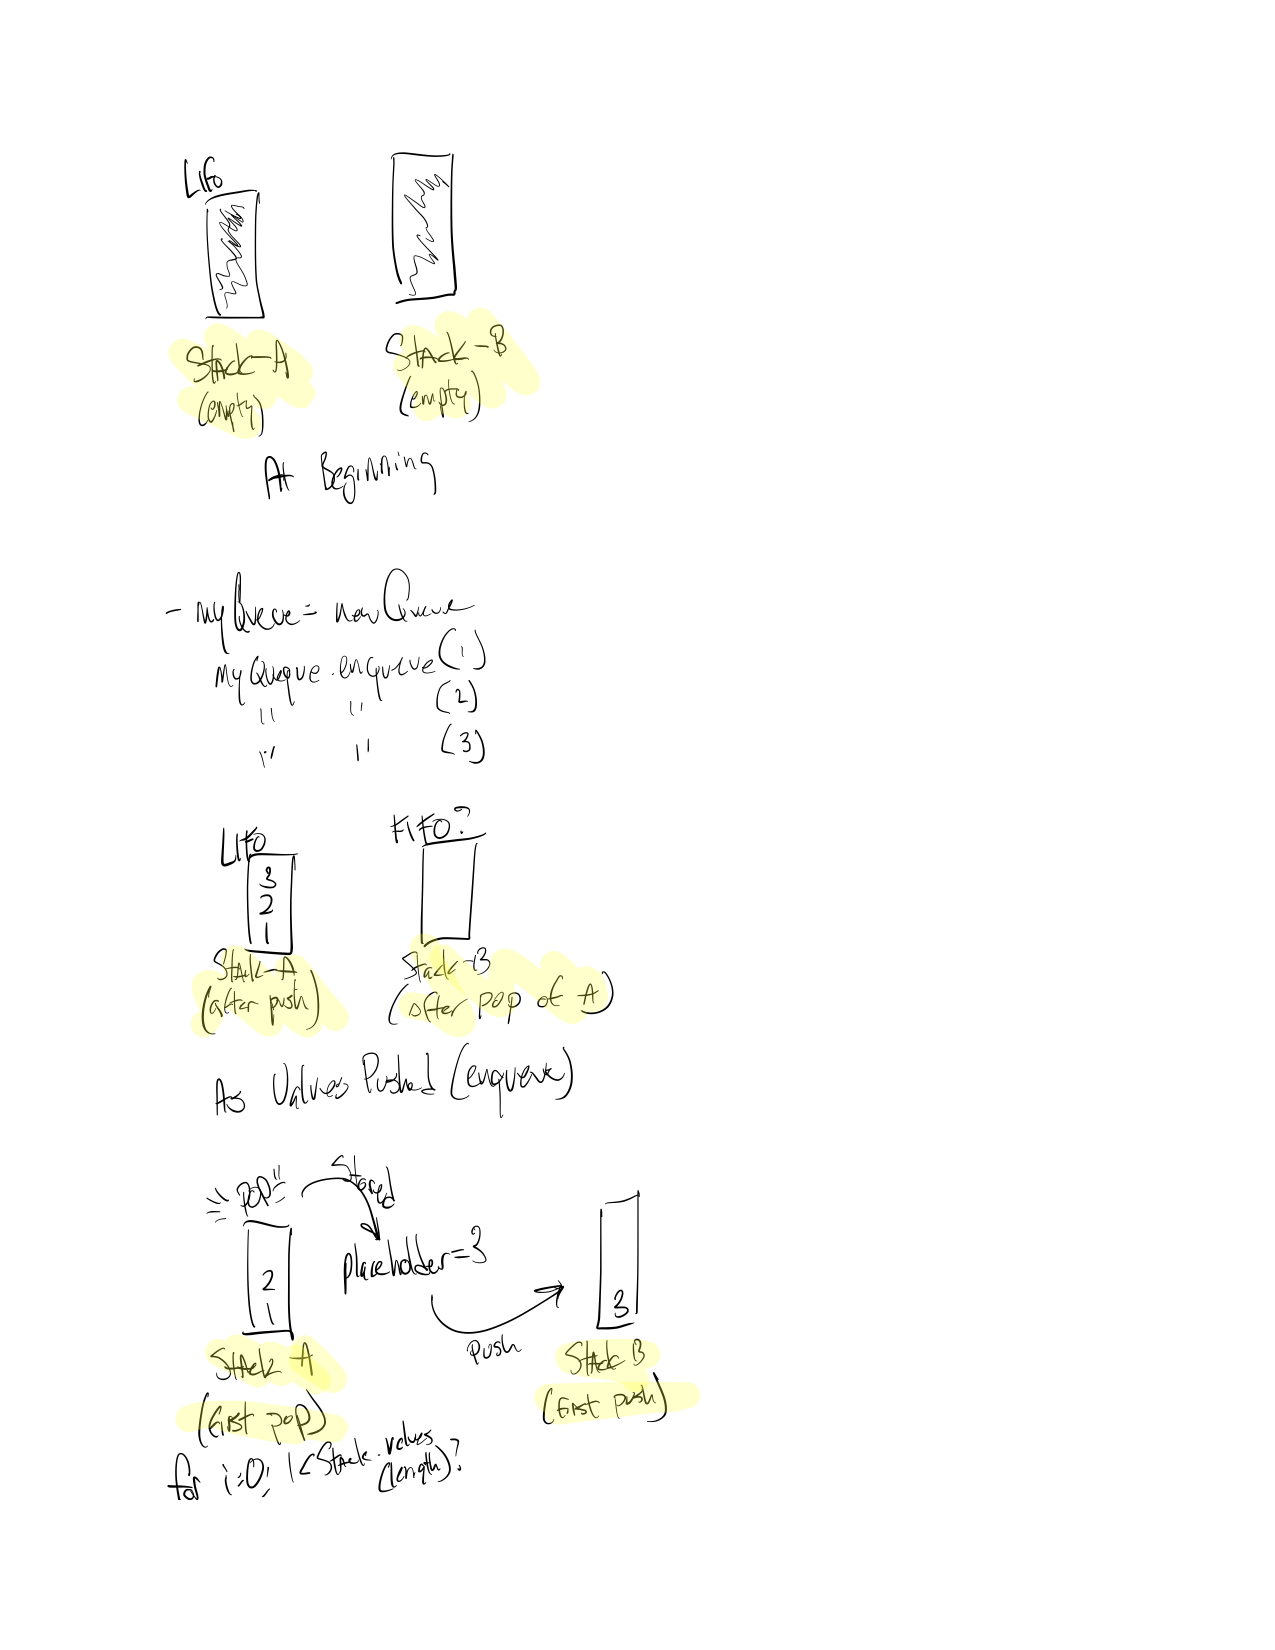 LIFO
Stack-A
(empty)
Stack-B
(empty)
At Beginning
- myQueue = new Queue
myQueque.enqueue (1)
" " (2)
" " (3)
LIFO
3
2
1
Stack-A
(after push)
FIFO?
Stack-B
(after pop of A)
As Values Pushed (enqueue)
"POP"
Stored
placeholder=3
2
1
Push
3
Stack A
(First pop)
Stack B
(First push)
for i=0; i<Stack.values
(length)?